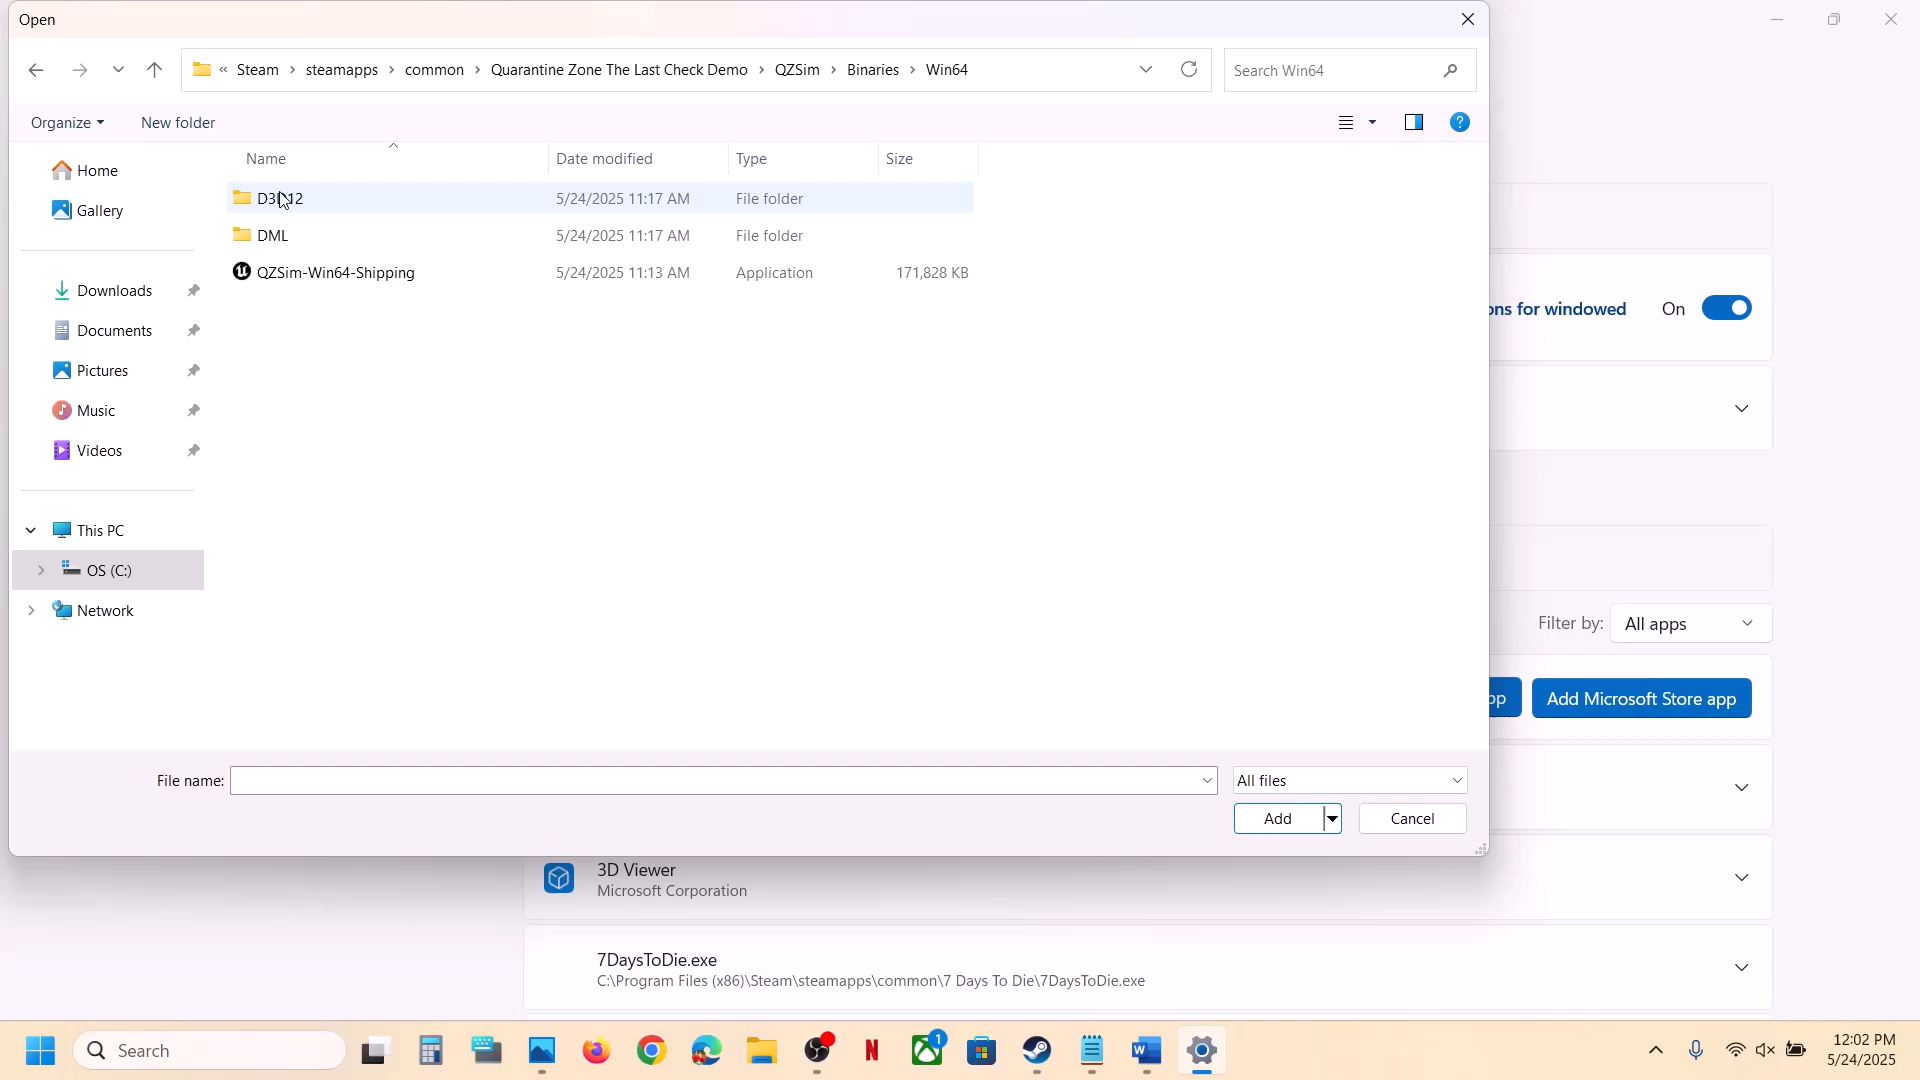 Open
« Steam > steamapps > common > Quarantine Zone The Last Check Demo > QZSim > Binaries > Win64
Search Win64
Organize
New folder
Name
Date modified
Type
Size
Home
Gallery
Downloads
Documents
Pictures
Music
Videos
This PC
OS (C:)
Network
5/24/2025 11:17 AM
File folder
DML
5/24/2025 11:17 AM
File folder
QZSim-Win64-Shipping
5/24/2025 11:13 AM
Application
171,828 KB
ons for windowed
On
Filter by:
All apps
Add Microsoft Store app
File name:
All files
Add
Cancel
3D Viewer
Microsoft Corporation
7DaysToDie.exe
C:\Program Files (x86)\Steam\steamapps\common\7 Days To Die\7DaysToDie.exe
Search
1
12:02 PM
5/24/2025